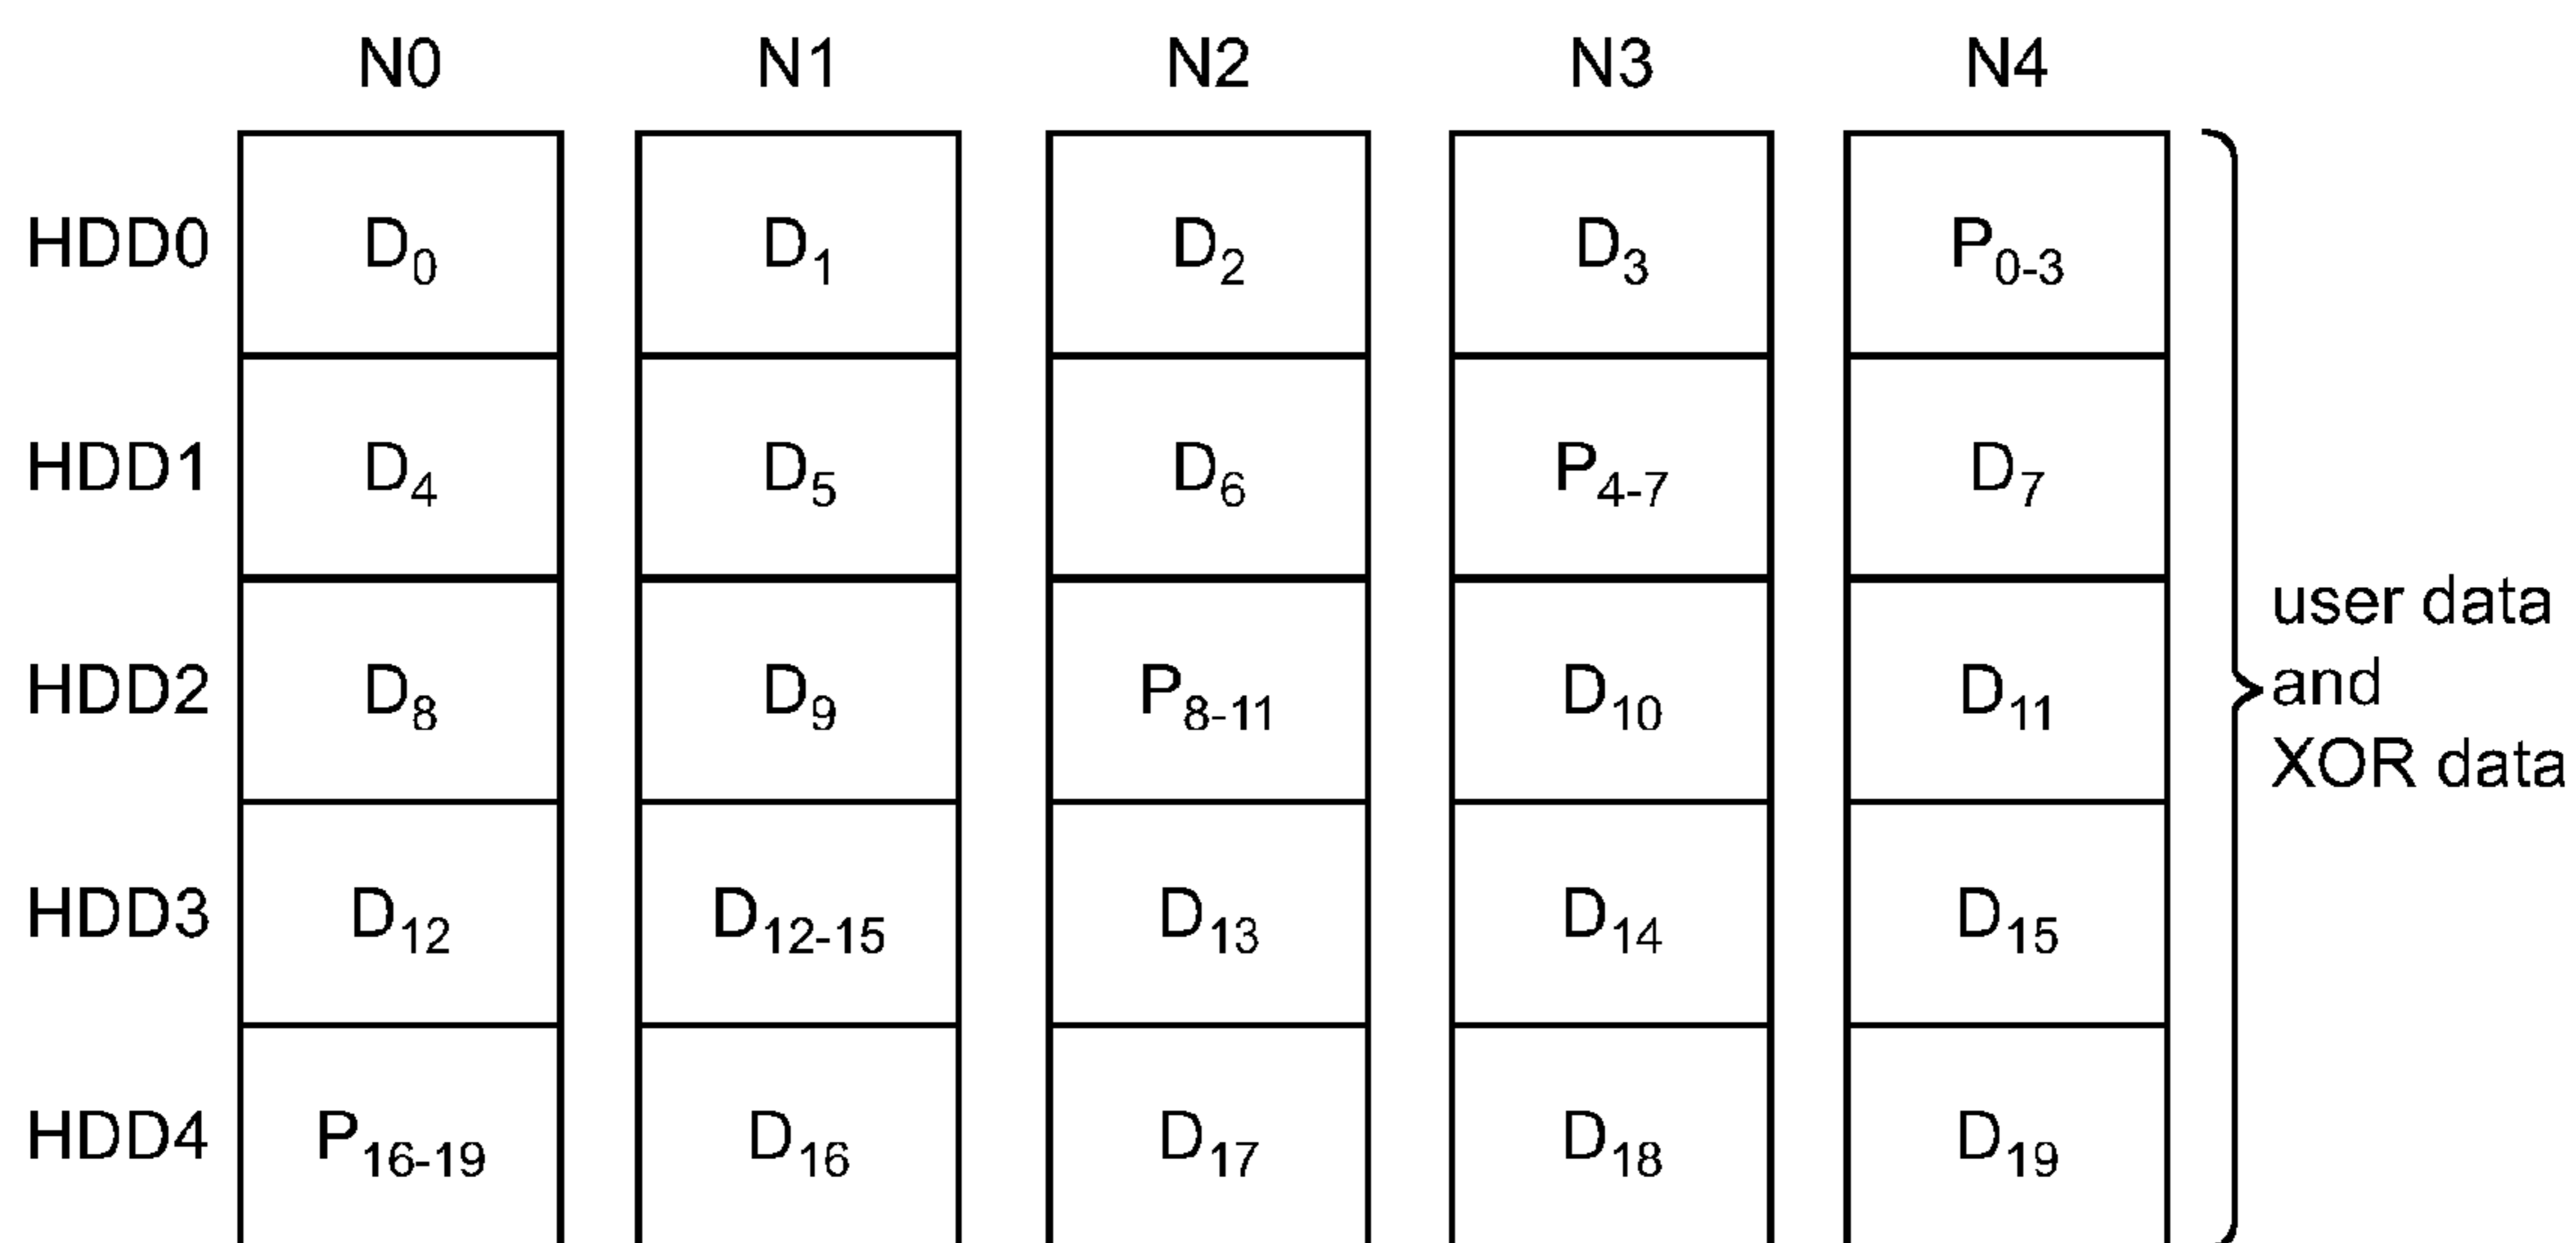 N0 N1 N2 N3 N4
HDD0 D0 D1 D2 D3 P0-3
HDD1 D4 D5 D6 P4-7 D7
HDD2 D8 D9 P8-11 D10 D11
HDD3 D12 D12-15 D13 D14 D15
HDD4 P16-19 D16 D17 D18 D19
user data
and
XOR data